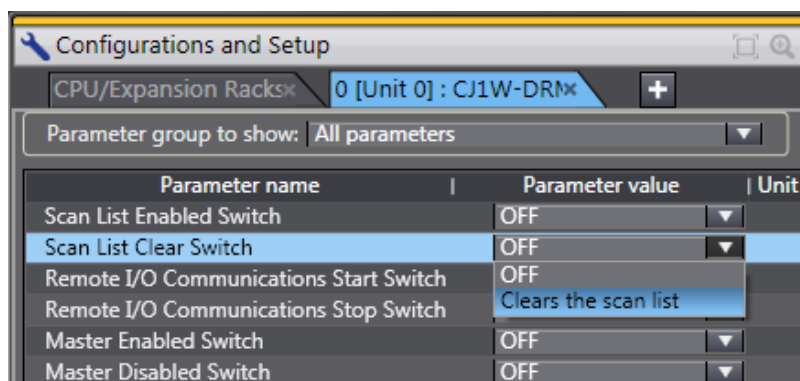 Configurations and Setup
CPU/Expansion Racks 0 [Unit 0] : CJ1W-DRM
Parameter group to show: All parameters
Parameter name Parameter value Unit
Scan List Enabled Switch OFF
Scan List Clear Switch OFF
Remote I/O Communications Start Switch OFF
Remote I/O Communications Stop Switch Clears the scan list
Master Enabled Switch OFF
Master Disabled Switch OFF